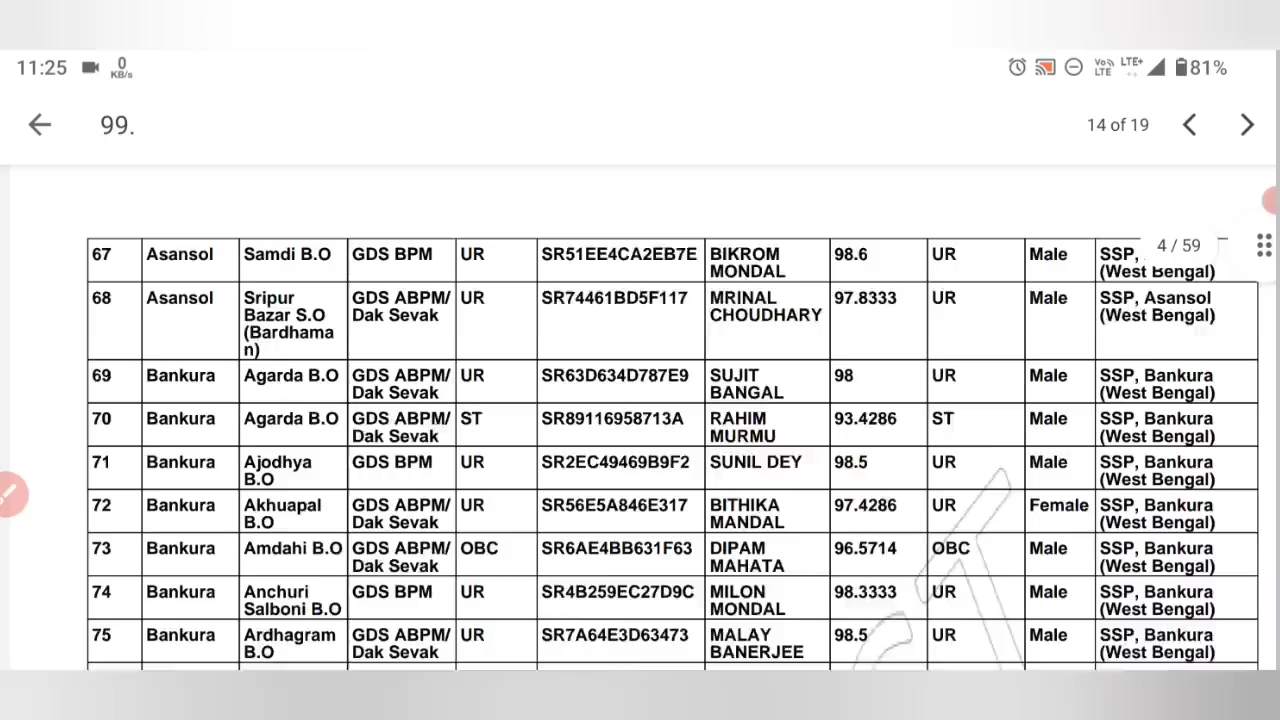 11:25 0 KB/s VoLTE LTE+ 81%
99. 14 of 19
4 / 59
67 Asansol Samdi B.O GDS BPM UR SR51EE4CA2EB7E BIKROM MONDAL 98.6 UR Male SSP, (West Bengal)
68 Asansol Sripur Bazar S.O (Bardhaman) GDS ABPM/ Dak Sevak UR SR74461BD5F117 MRINAL CHOUDHARY 97.8333 UR Male SSP, Asansol (West Bengal)
69 Bankura Agarda B.O GDS ABPM/ Dak Sevak UR SR63D634D787E9 SUJIT BANGAL 98 UR Male SSP, Bankura (West Bengal)
70 Bankura Agarda B.O GDS ABPM/ Dak Sevak ST SR89116958713A RAHIM MURMU 93.4286 ST Male SSP, Bankura (West Bengal)
71 Bankura Ajodhya B.O GDS BPM UR SR2EC49469B9F2 SUNIL DEY 98.5 UR Male SSP, Bankura (West Bengal)
72 Bankura Akhuapal B.O GDS ABPM/ Dak Sevak UR SR56E5A846E317 BITHIKA MANDAL 97.4286 UR Female SSP, Bankura (West Bengal)
73 Bankura Amdahi B.O GDS ABPM/ Dak Sevak OBC SR6AE4BB631F63 DIPAM MAHATA 96.5714 OBC Male SSP, Bankura (West Bengal)
74 Bankura Anchuri Salboni B.O GDS BPM UR SR4B259EC27D9C MILON MONDAL 98.3333 UR Male SSP, Bankura (West Bengal)
75 Bankura Ardhagram B.O GDS ABPM/ Dak Sevak UR SR7A64E3D63473 MALAY BANERJEE 98.5 UR Male SSP, Bankura (West Bengal)